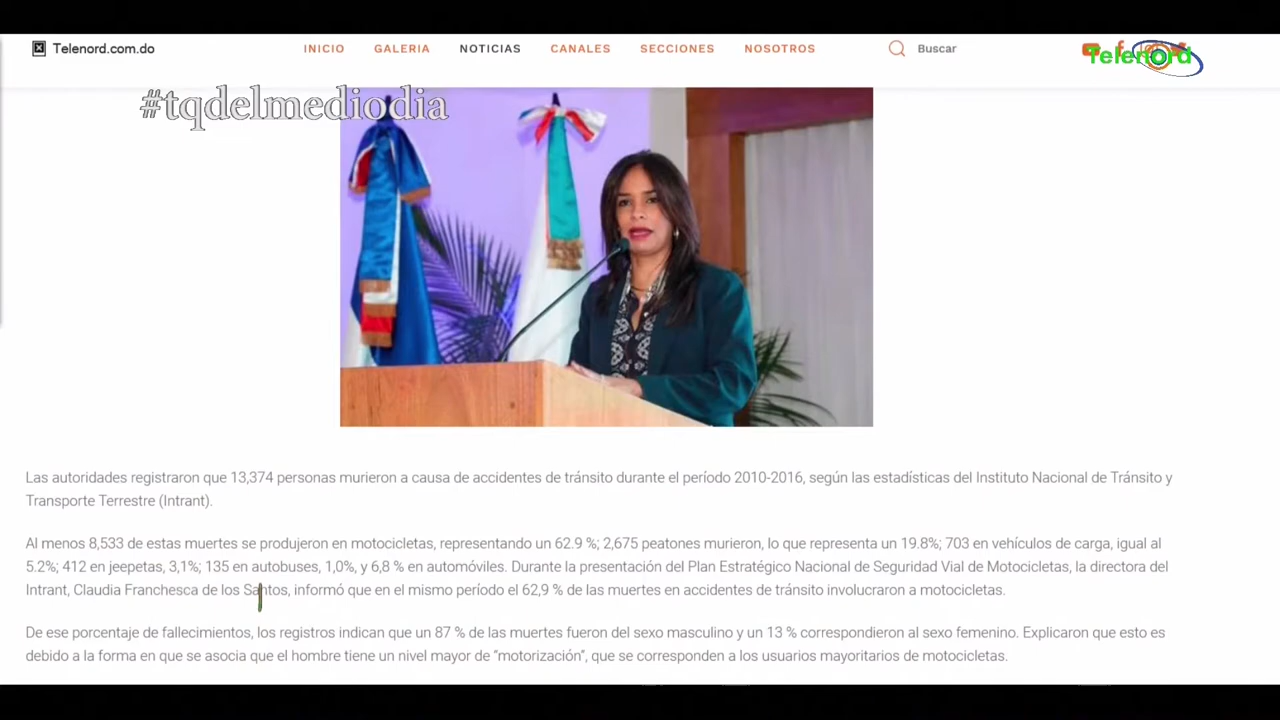 Telenord.com.do
INICIO GALERIA NOTICIAS CANALES SECCIONES NOSOTROS Buscar
Telenord
#tqdelmediodia
Las autoridades registraron que 13,374 personas murieron a causa de accidentes de tránsito durante el período 2010-2016, según las estadísticas del Instituto Nacional de Tránsito y
Transporte Terrestre (Intrant).
Al menos 8,533 de estas muertes se produjeron en motocicletas, representando un 62.9 %; 2,675 peatones murieron, lo que representa un 19.8%; 703 en vehículos de carga, igual al
5.2%; 412 en jeepetas, 3,1%; 135 en autobuses, 1,0%, y 6,8 % en automóviles. Durante la presentación del Plan Estratégico Nacional de Seguridad Vial de Motocicletas, la directora del
Intrant, Claudia Franchesca de los Santos, informó que en el mismo período el 62,9 % de las muertes en accidentes de tránsito involucraron a motocicletas.
De ese porcentaje de fallecimientos, los registros indican que un 87 % de las muertes fueron del sexo masculino y un 13 % correspondieron al sexo femenino. Explicaron que esto es
debido a la forma en que se asocia que el hombre tiene un nivel mayor de “motorización”, que se corresponden a los usuarios mayoritarios de motocicletas.